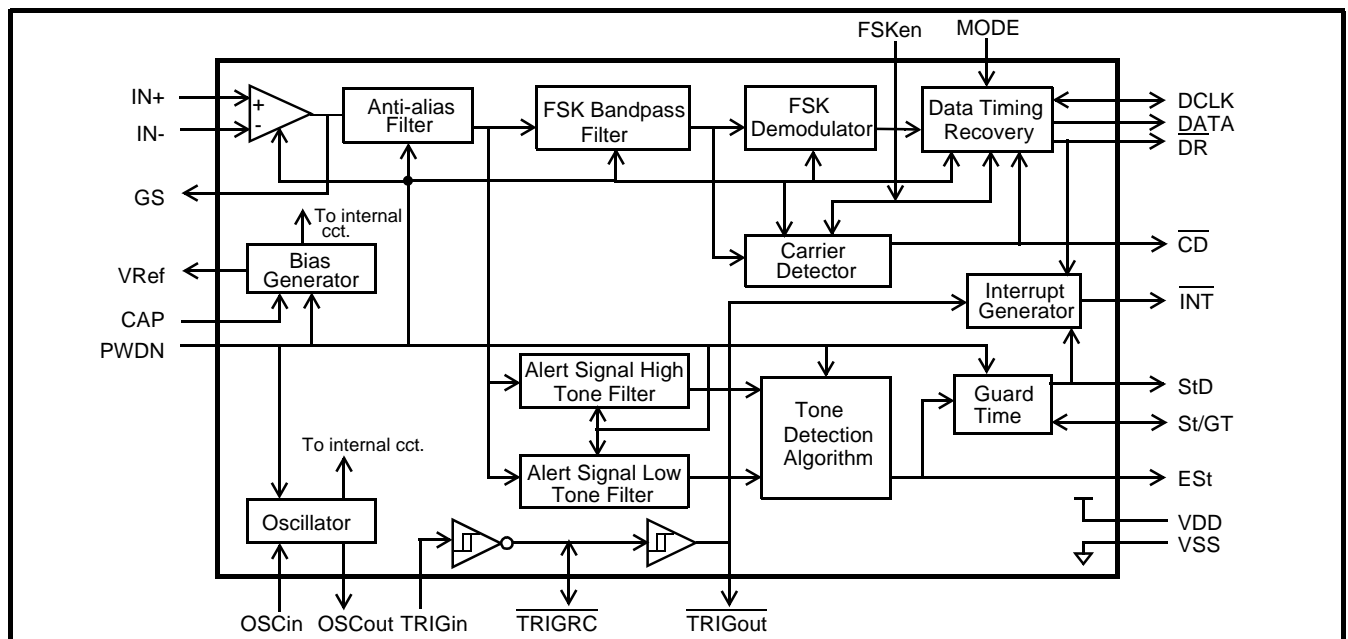 FSKen
MODE
IN+
IN-
+
-
Anti-alias
Filter
FSK Bandpass
Filter
FSK
Demodulator
Data Timing
Recovery
DCLK
DATA
DR
GS
To internal
cct.
Bias
Generator
VRef
CAP
PWDN
Carrier
Detector
CD
Interrupt
Generator
INT
Alert Signal High
Tone Filter
Tone
Detection
Algorithm
Guard
Time
StD
St/GT
To internal cct.
Alert Signal Low
Tone Filter
ESt
Oscillator
VDD
VSS
OSCin
OSCout
TRIGin
TRIGRC
TRIGout